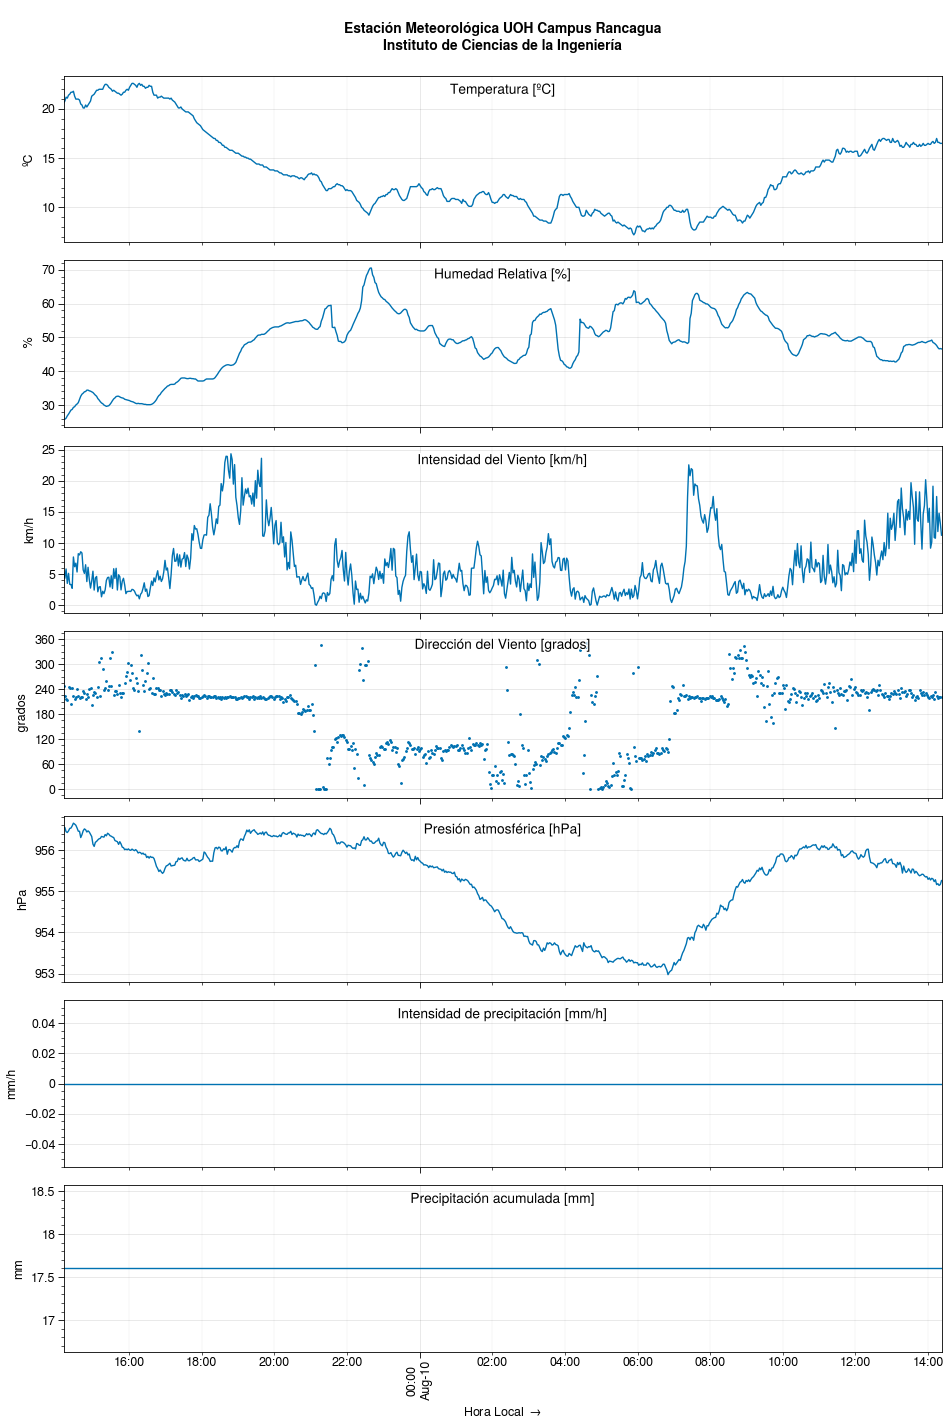 Estación Meteorológica UOH Campus Rancagua
Instituto de Ciencias de la Ingeniería
Temperatura [ºC]
ºC
20
15
10
Humedad Relativa [%]
%
70
60
50
40
30
Intensidad del Viento [km/h]
km/h
25
20
15
10
5
0
Dirección del Viento [grados]
grados
360
300
240
180
120
60
0
Presión atmosférica [hPa]
hPa
956
955
954
953
Intensidad de precipitación [mm/h]
mm/h
0.04
0.02
0
−0.02
−0.04
Precipitación acumulada [mm]
mm
18.5
18
17.5
17
16:00 18:00 20:00 22:00 00:00 02:00 04:00 06:00 08:00 10:00 12:00 14:00
Aug-10
Hora Local →